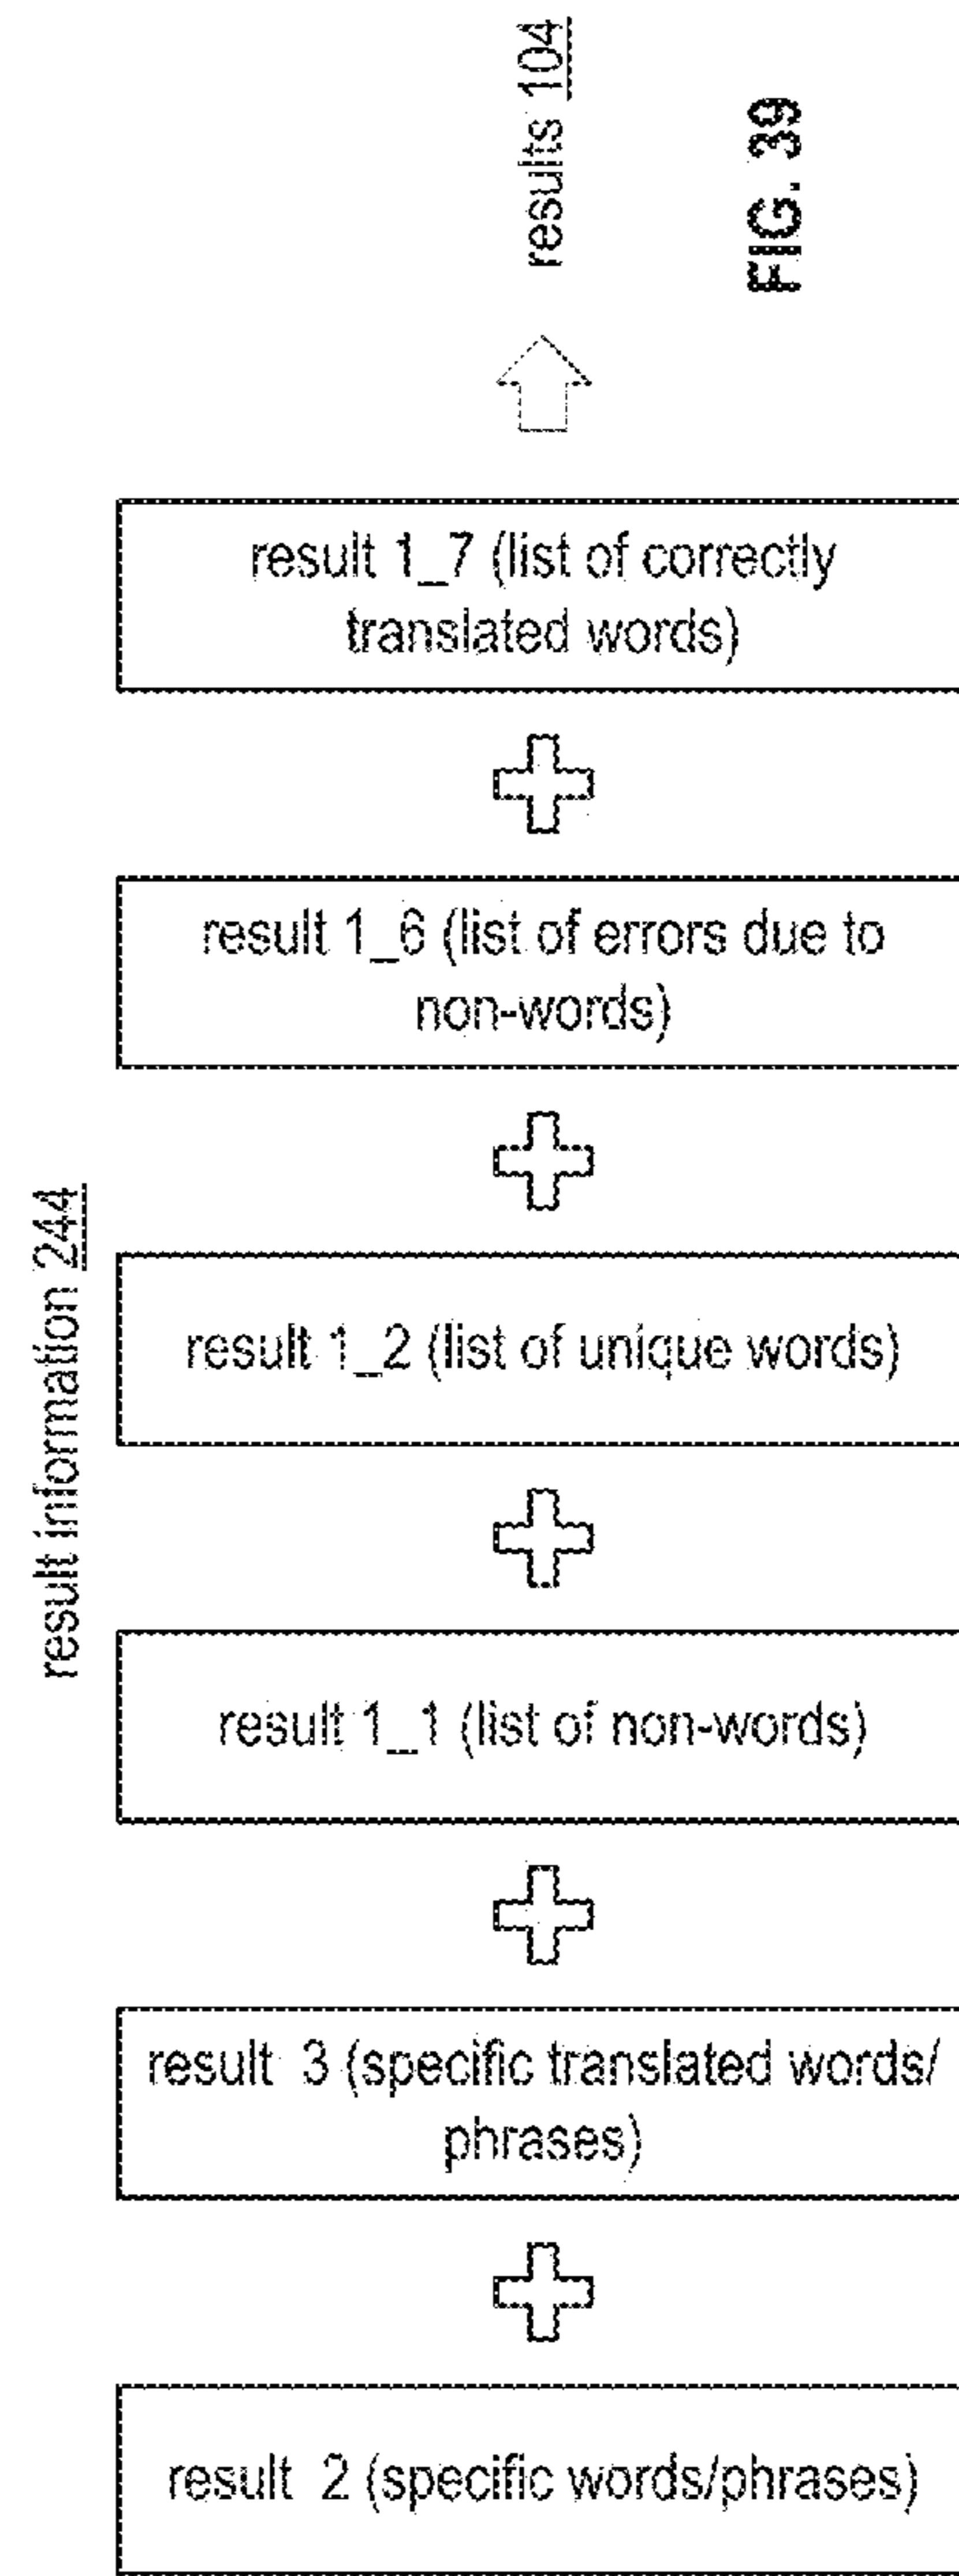 results 104
FIG. 39
result information 244
result 1_7 (list of correctly
translated words)
result 1_6 (list of errors due to
non-words)
result 1_2 (list of unique words)
result 1_1 (list of non-words)
result 3 (specific translated words/
phrases)
result 2 (specific words/phrases)